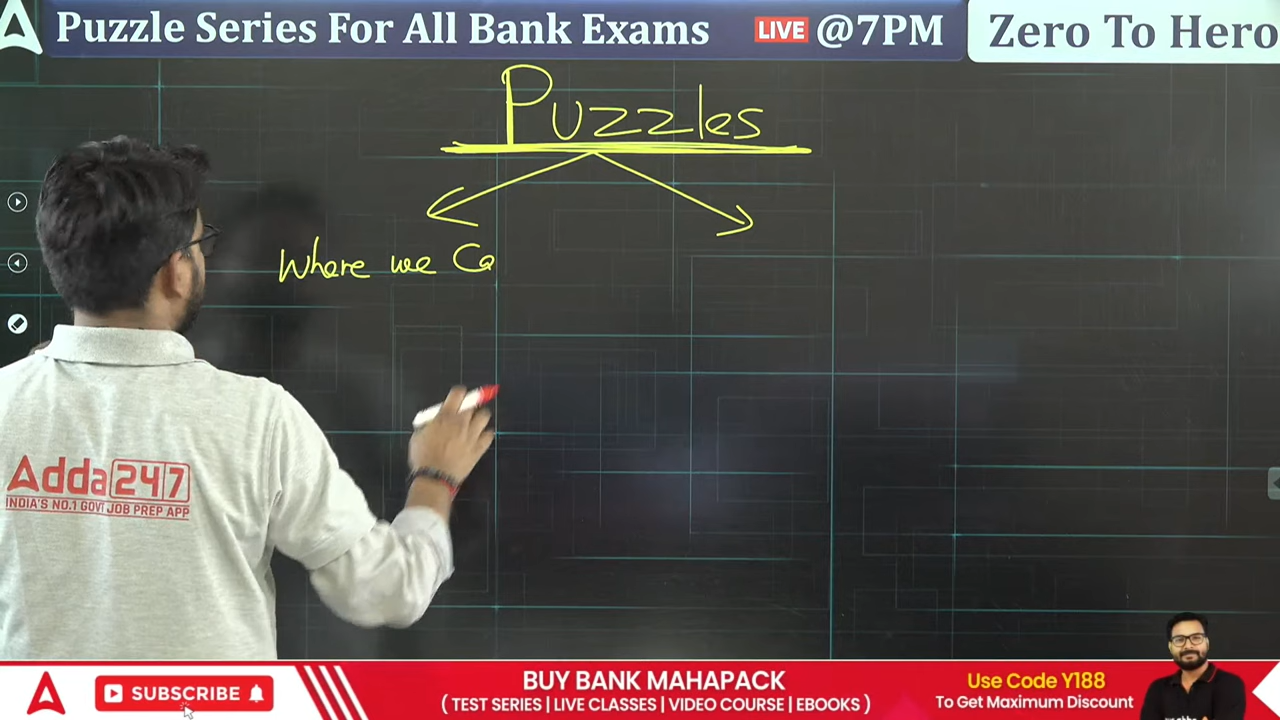 Puzzle Series For All Bank Exams LIVE @7PM Zero To Hero
Puzzles
Where we Ca
Adda 247
INDIA'S NO.1 GOVT JOB PREP APP
SUBSCRIBE
BUY BANK MAHAPACK
( TEST SERIES | LIVE CLASSES | VIDEO COURSE | EBOOKS )
Use Code Y188
To Get Maximum Discount